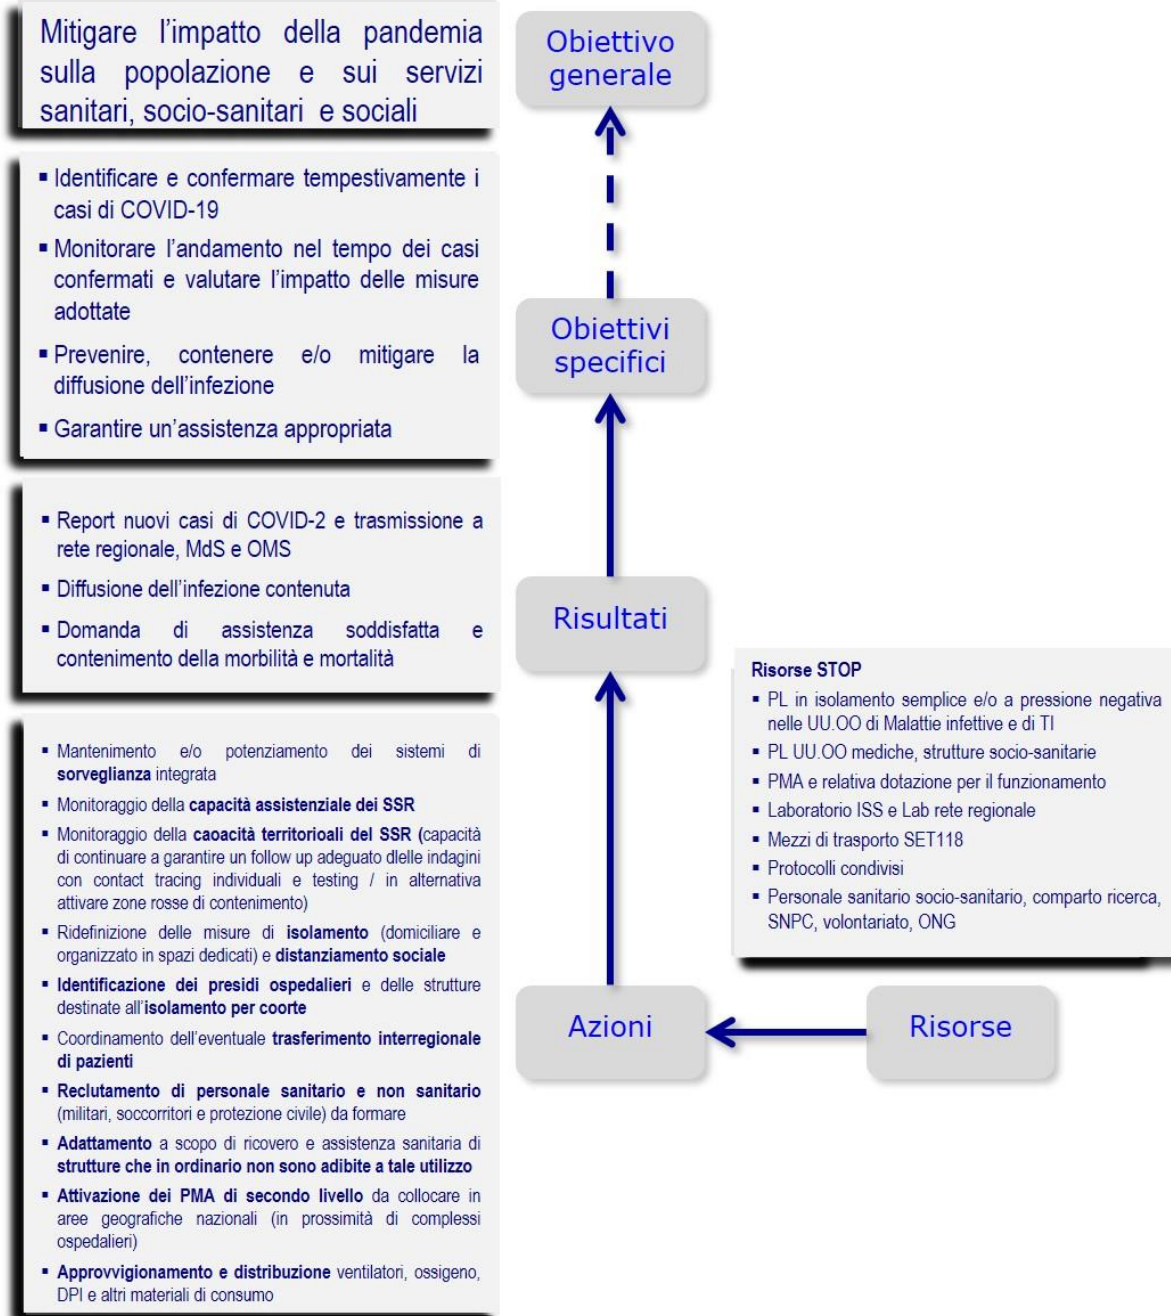 Mitigare l'impatto della pandemia
sulla popolazione e sui servizi
sanitari, socio-sanitari e sociali
Obiettivo
generale
▪ Identificare e confermare tempestivamente i
casi di COVID-19
▪ Monitorare l'andamento nel tempo dei casi
confermati e valutare l'impatto delle misure
adottate
▪ Prevenire, contenere e/o mitigare la
diffusione dell'infezione
▪ Garantire un'assistenza appropriata
Obiettivi
specifici
▪ Report nuovi casi di COVID-2 e trasmissione a
rete regionale, MdS e OMS
▪ Diffusione dell'infezione contenuta
▪ Domanda di assistenza soddisfatta e
contenimento della morbilità e mortalità
Risultati
▪ Mantenimento e/o potenziamento dei sistemi di
sorveglianza integrata
▪ Monitoraggio della capacità assistenziale dei SSR
▪ Monitoraggio della caoacità territorioali del SSR (capacità
di continuare a garantire un follow up adeguato dlelle indagini
con contact tracing individuali e testing / in alternativa
attivare zone rosse di contenimento)
▪ Ridefinizione delle misure di isolamento (domiciliare e
organizzato in spazi dedicati) e distanziamento sociale
▪ Identificazione dei presidi ospedalieri e delle strutture
destinate all'isolamento per coorte
▪ Coordinamento dell'eventuale trasferimento interregionale
di pazienti
▪ Reclutamento di personale sanitario e non sanitario
(militari, soccorritori e protezione civile) da formare
▪ Adattamento a scopo di ricovero e assistenza sanitaria di
strutture che in ordinario non sono adibite a tale utilizzo
▪ Attivazione dei PMA di secondo livello da collocare in
aree geografiche nazionali (in prossimità di complessi
ospedalieri)
▪ Approvvigionamento e distribuzione ventilatori, ossigeno,
DPI e altri materiali di consumo
Azioni
Risorse STOP
▪ PL in isolamento semplice e/o a pressione negativa
nelle UU.OO di Malattie infettive e di TI
▪ PL UU.OO mediche, strutture socio-sanitarie
▪ PMA e relativa dotazione per il funzionamento
▪ Laboratorio ISS e Lab rete regionale
▪ Mezzi di trasporto SET118
▪ Protocolli condivisi
▪ Personale sanitario socio-sanitario, comparto ricerca,
SNPC, volontariato, ONG
Risorse